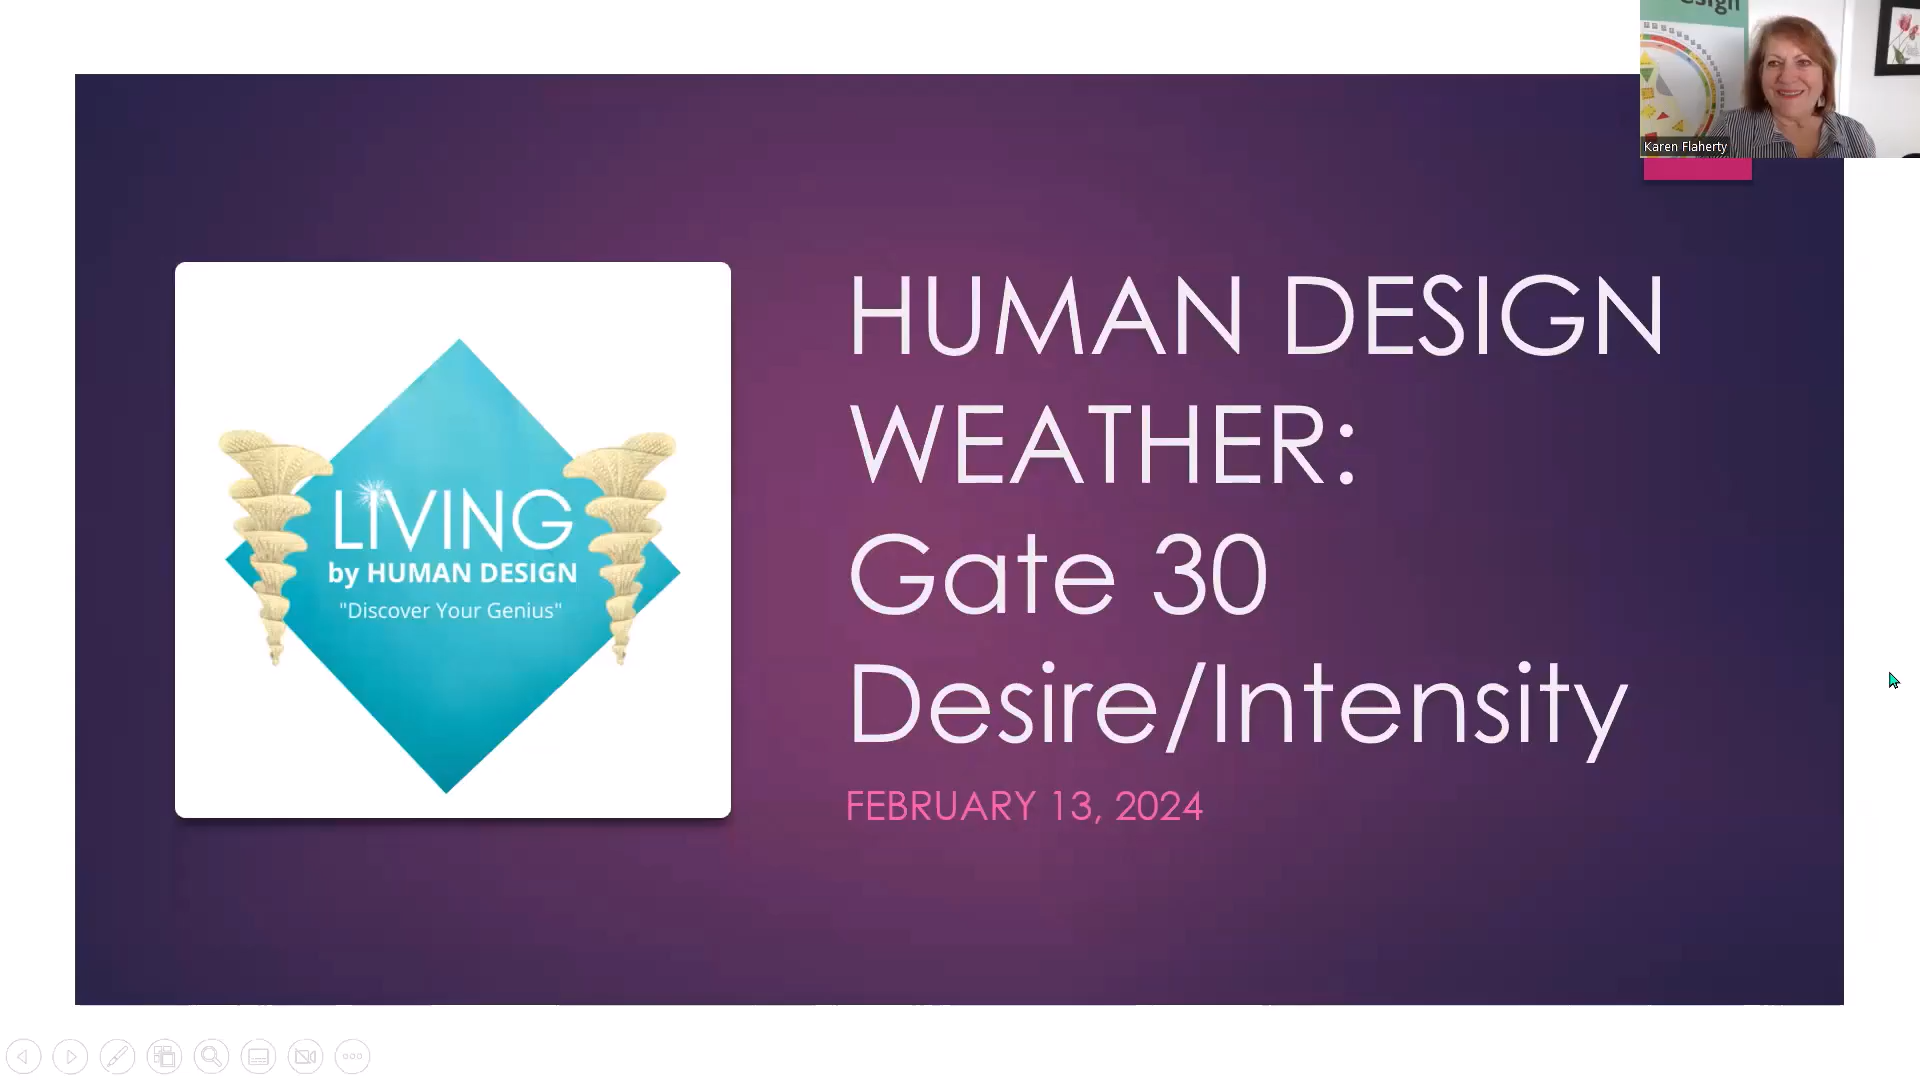 Karen Flaherty
HUMAN DESIGN
WEATHER:
Gate 30
Desire/Intensity
FEBRUARY 13, 2024
LIVING
by HUMAN DESIGN
"Discover Your Genius"